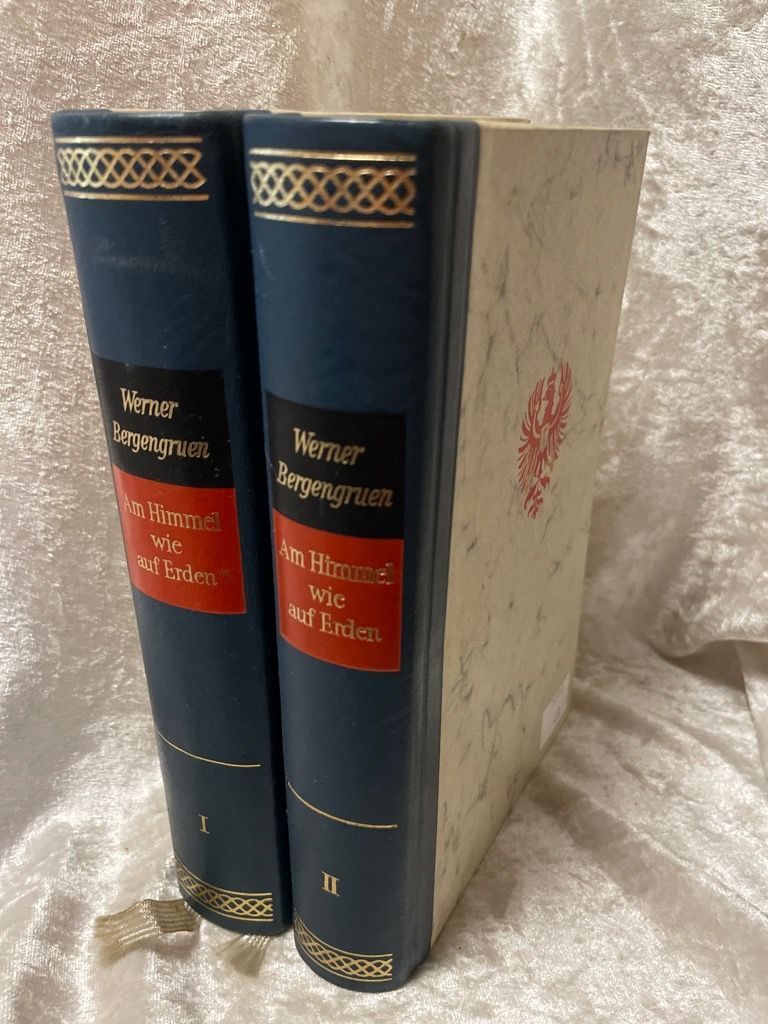 Werner
Bergengruen
Am Himmel
wie
auf Erden
I
Werner
Bergengruen
Am Himmel
wie
auf Erden
II